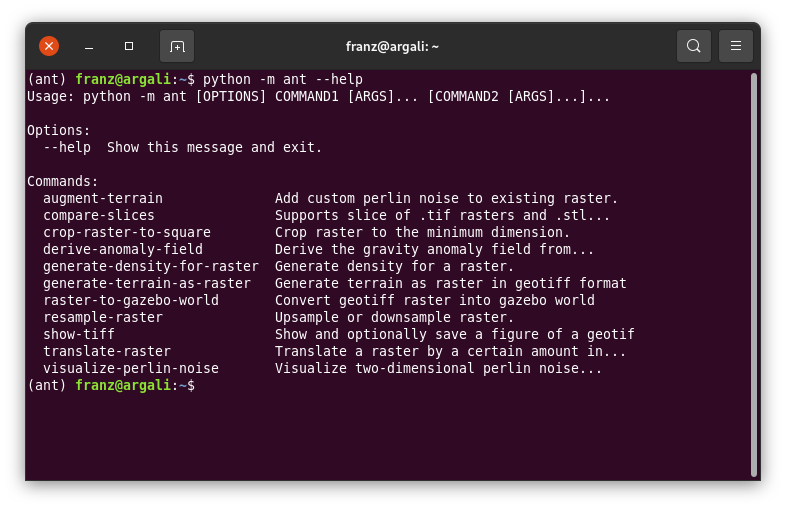 franz@argali: ~
(ant) franz@argali:~$ python -m ant --help
Usage: python -m ant [OPTIONS] COMMAND1 [ARGS]... [COMMAND2 [ARGS]...]...
Options:
  --help  Show this message and exit.
Commands:
  augment-terrain              Add custom perlin noise to existing raster.
  compare-slices               Supports slice of .tif rasters and .stl...
  crop-raster-to-square        Crop raster to the minimum dimension.
  derive-anomaly-field         Derive the gravity anomaly field from...
  generate-density-for-raster  Generate density for a raster.
  generate-terrain-as-raster   Generate terrain as raster in geotiff format
  raster-to-gazebo-world       Convert geotiff raster into gazebo world
  resample-raster              Upsample or downsample raster.
  show-tiff                    Show and optionally save a figure of a geotif
  translate-raster             Translate a raster by a certain amount in...
  visualize-perlin-noise       Visualize two-dimensional perlin noise...
(ant) franz@argali:~$